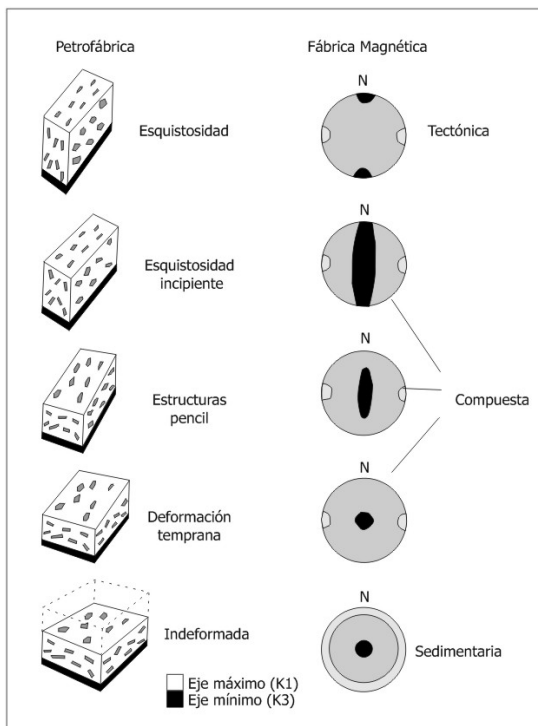 Petrofábrica
Fábrica Magnética
N
Esquistosidad
Tectónica
N
Esquistosidad
incipiente
N
Estructuras
pencil
Compuesta
N
Deformación
temprana
N
Indeformada
Sedimentaria
Eje máximo (K1)
Eje mínimo (K3)